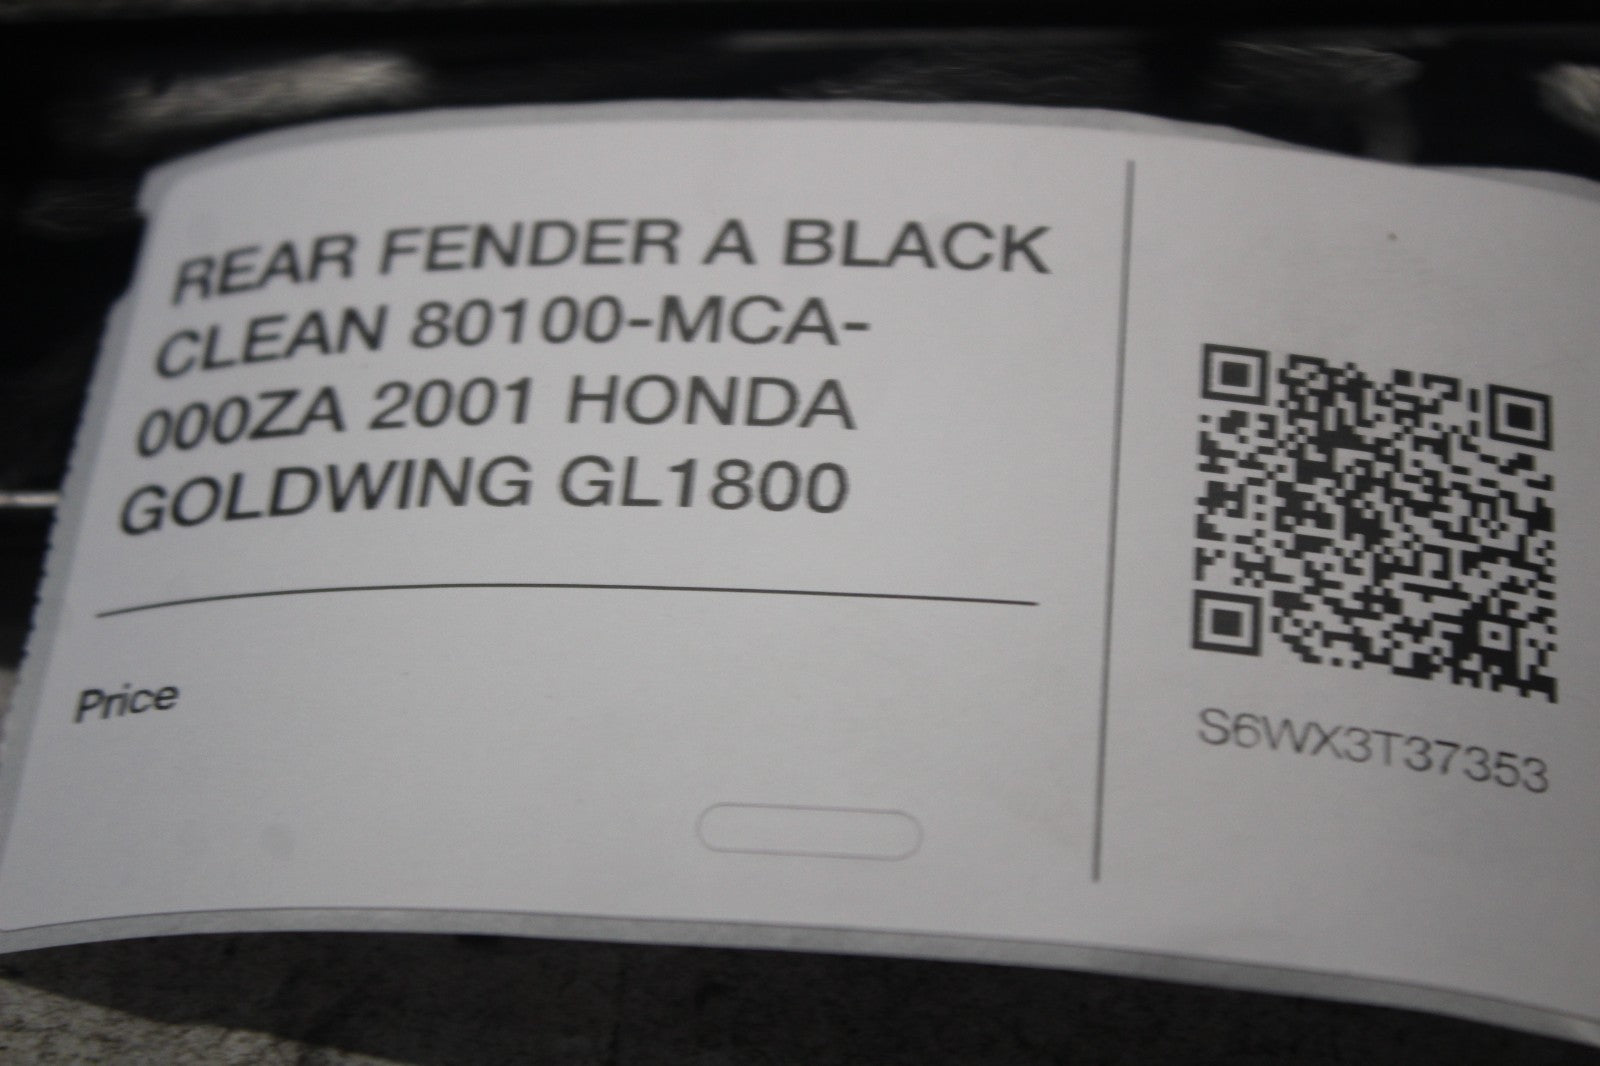 REAR FENDER A BLACK
CLEAN 80100-MCA-
000ZA 2001 HONDA
GOLDWING GL1800
Price
S6WX3T37353